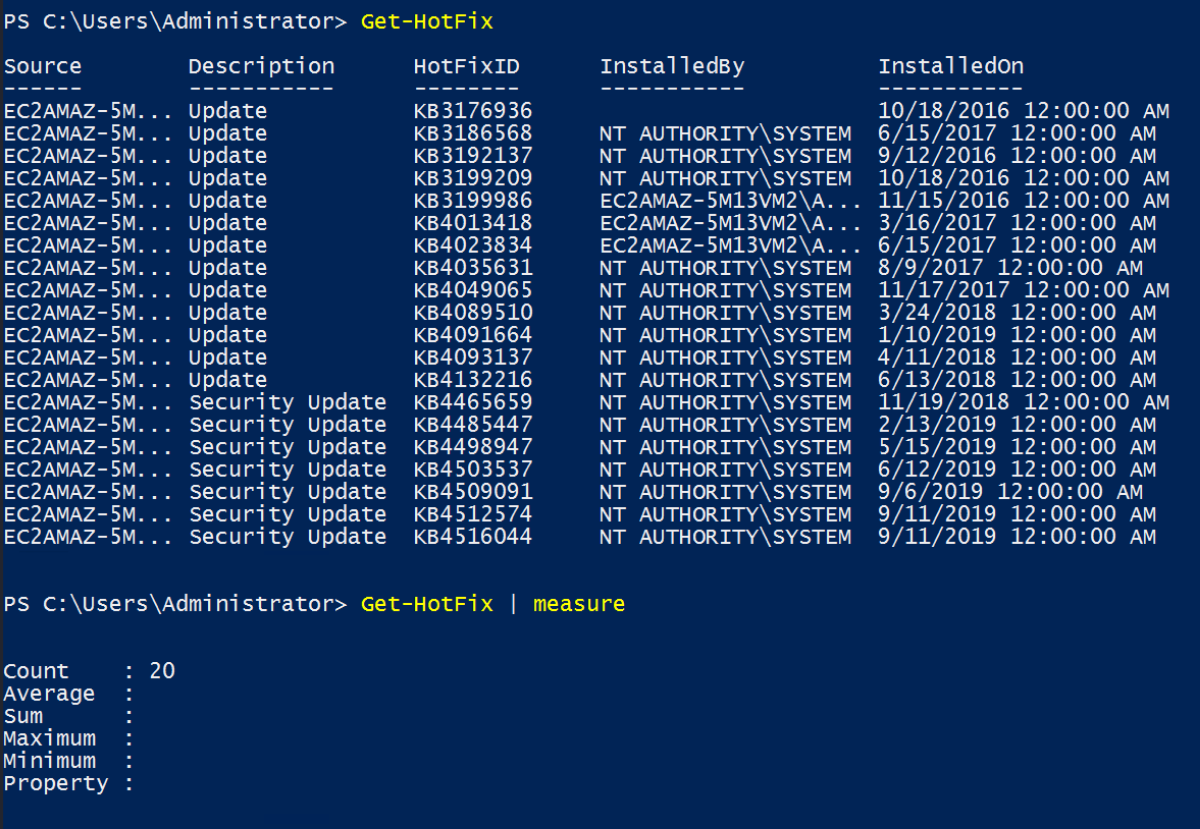 PS C:\Users\Administrator> Get-HotFix
Source Description HotFixID InstalledBy InstalledOn
------ ----------- -------- ----------- -----------
EC2AMAZ-5M... Update KB3176936 10/18/2016 12:00:00 AM
EC2AMAZ-5M... Update KB3186568 NT AUTHORITY\SYSTEM 6/15/2017 12:00:00 AM
EC2AMAZ-5M... Update KB3192137 NT AUTHORITY\SYSTEM 9/12/2016 12:00:00 AM
EC2AMAZ-5M... Update KB3199209 NT AUTHORITY\SYSTEM 10/18/2016 12:00:00 AM
EC2AMAZ-5M... Update KB3199986 EC2AMAZ-5M13VM2\A... 11/15/2016 12:00:00 AM
EC2AMAZ-5M... Update KB4013418 EC2AMAZ-5M13VM2\A... 3/16/2017 12:00:00 AM
EC2AMAZ-5M... Update KB4023834 EC2AMAZ-5M13VM2\A... 6/15/2017 12:00:00 AM
EC2AMAZ-5M... Update KB4035631 NT AUTHORITY\SYSTEM 8/9/2017 12:00:00 AM
EC2AMAZ-5M... Update KB4049065 NT AUTHORITY\SYSTEM 11/17/2017 12:00:00 AM
EC2AMAZ-5M... Update KB4089510 NT AUTHORITY\SYSTEM 3/24/2018 12:00:00 AM
EC2AMAZ-5M... Update KB4091664 NT AUTHORITY\SYSTEM 1/10/2019 12:00:00 AM
EC2AMAZ-5M... Update KB4093137 NT AUTHORITY\SYSTEM 4/11/2018 12:00:00 AM
EC2AMAZ-5M... Update KB4132216 NT AUTHORITY\SYSTEM 6/13/2018 12:00:00 AM
EC2AMAZ-5M... Security Update KB4465659 NT AUTHORITY\SYSTEM 11/19/2018 12:00:00 AM
EC2AMAZ-5M... Security Update KB4485447 NT AUTHORITY\SYSTEM 2/13/2019 12:00:00 AM
EC2AMAZ-5M... Security Update KB4498947 NT AUTHORITY\SYSTEM 5/15/2019 12:00:00 AM
EC2AMAZ-5M... Security Update KB4503537 NT AUTHORITY\SYSTEM 6/12/2019 12:00:00 AM
EC2AMAZ-5M... Security Update KB4509091 NT AUTHORITY\SYSTEM 9/6/2019 12:00:00 AM
EC2AMAZ-5M... Security Update KB4512574 NT AUTHORITY\SYSTEM 9/11/2019 12:00:00 AM
EC2AMAZ-5M... Security Update KB4516044 NT AUTHORITY\SYSTEM 9/11/2019 12:00:00 AM
PS C:\Users\Administrator> Get-HotFix | measure
Count : 20
Average :
Sum :
Maximum :
Minimum :
Property :